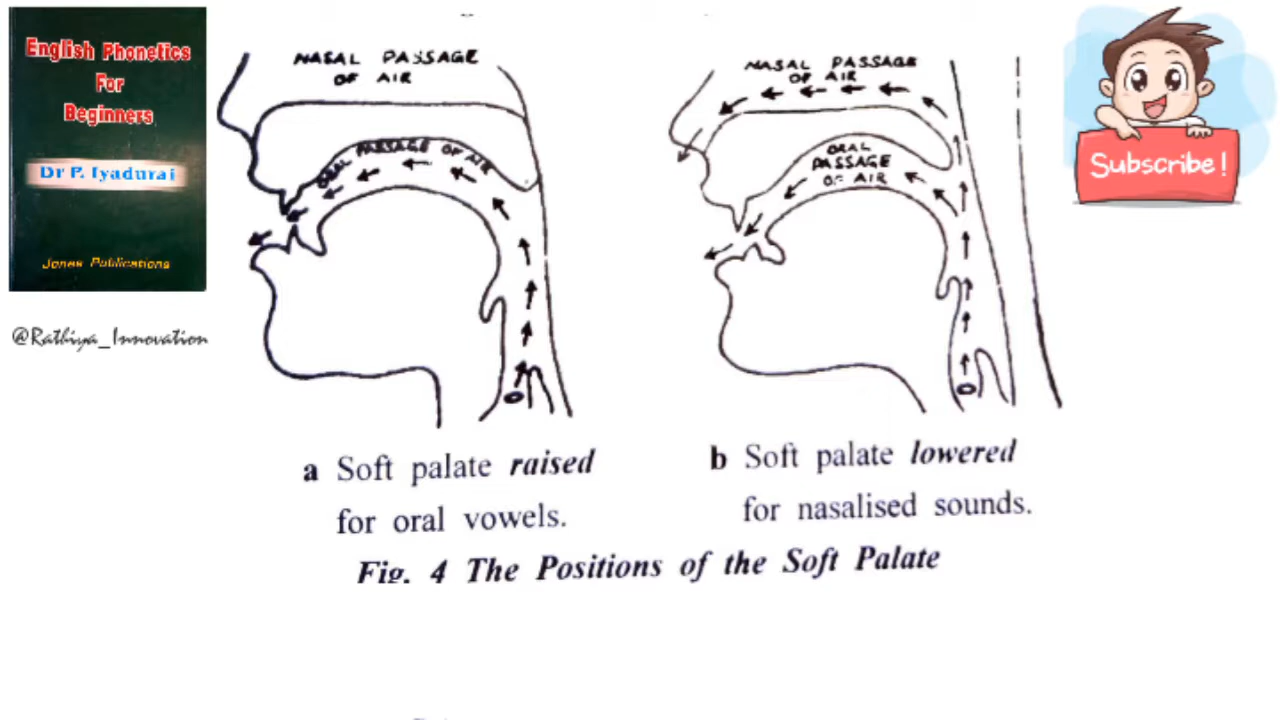 English Phonetics
For
Beginners
Dr P. Iyadurai
Jones Publications
@Rathiya_Innovation
NASAL PASSAGE
OF AIR
ORAL PASSAGE OF AIR
NASAL PASSAGE
OF AIR
ORAL
PASSAGE
OF AIR
Subscribe!
a Soft palate raised
for oral vowels.
b Soft palate lowered
for nasalised sounds.
Fig. 4 The Positions of the Soft Palate